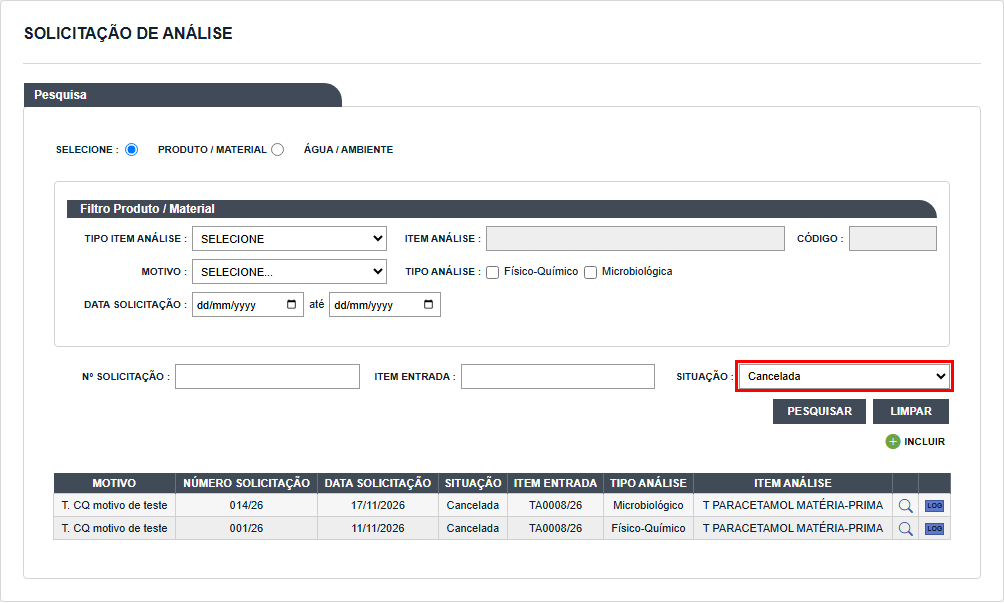 SOLICITAÇÃO DE ANÁLISE
Pesquisa
SELECIONE : PRODUTO / MATERIAL ÁGUA / AMBIENTE
Filtro Produto / Material
TIPO ITEM ANÁLISE : SELECIONE ITEM ANÁLISE : CÓDIGO :
MOTIVO : SELECIONE... TIPO ANÁLISE : Físico-Químico Microbiológica
DATA SOLICITAÇÃO : dd/mm/yyyy até dd/mm/yyyy
Nº SOLICITAÇÃO : ITEM ENTRADA : SITUAÇÃO : Cancelada
PESQUISAR LIMPAR
INCLUIR
MOTIVO NÚMERO SOLICITAÇÃO DATA SOLICITAÇÃO SITUAÇÃO ITEM ENTRADA TIPO ANÁLISE ITEM ANÁLISE
T. CQ motivo de teste 014/26 17/11/2026 Cancelada TA0008/26 Microbiológico T PARACETAMOL MATÉRIA-PRIMA LOG
T. CQ motivo de teste 001/26 11/11/2026 Cancelada TA0008/26 Físico-Químico T PARACETAMOL MATÉRIA-PRIMA LOG